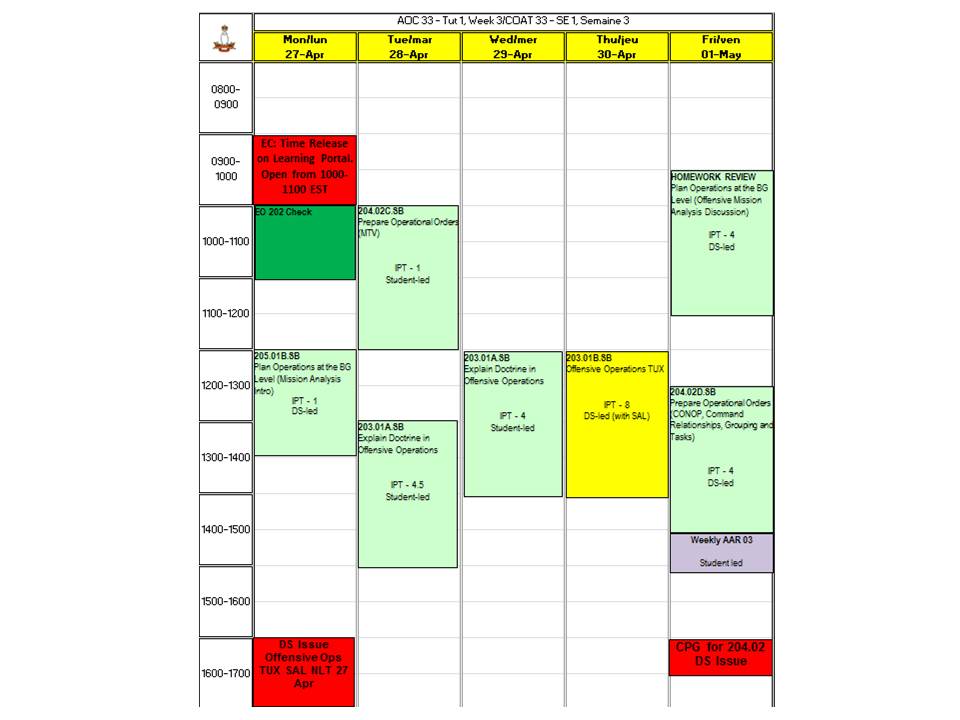 AOC 33 – Tut 1, Week 3/COAT 33 – SE 1, Semaine 3
Mon/lun
27-Apr
Tue/mar
28-Apr
Wed/mer
29-Apr
Thu/jeu
30-Apr
Fri/ven
01-May
0800-
0900
0900-
1000
EC: Time Release
on Learning Portal.
Open from 1000-
1100 EST
HOMEWORK REVIEW
Plan Operations at the BG
Level (Offensive Mission
Analysis Discussion)
IPT - 4
DS-led
1000-1100
EO 202 Check
204.02C.SB
Prepare Operational Orders
(MTV)
IPT - 1
Student-led
1100-1200
1200-1300
205.01B.SB
Plan Operations at the BG
Level (Mission Analysis
Intro)
IPT - 1
DS-led
203.01A.SB
Explain Doctrine in
Offensive Operations
IPT - 4
Student-led
203.01B.SB
Offensive Operations TUX
IPT - 8
DS-led (with SAL)
204.02D.SB
Prepare Operational Orders
(CONOP, Command
Relationships, Grouping and
Tasks)
IPT - 4
DS-led
1300-1400
203.01A.SB
Explain Doctrine in
Offensive Operations
IPT - 4.5
Student-led
1400-1500
Weekly AAR 03
Student led
1500-1600
1600-1700
DS Issue
Offensive Ops
TUX SAL NLT 27
Apr
CPG for 204.02
DS Issue